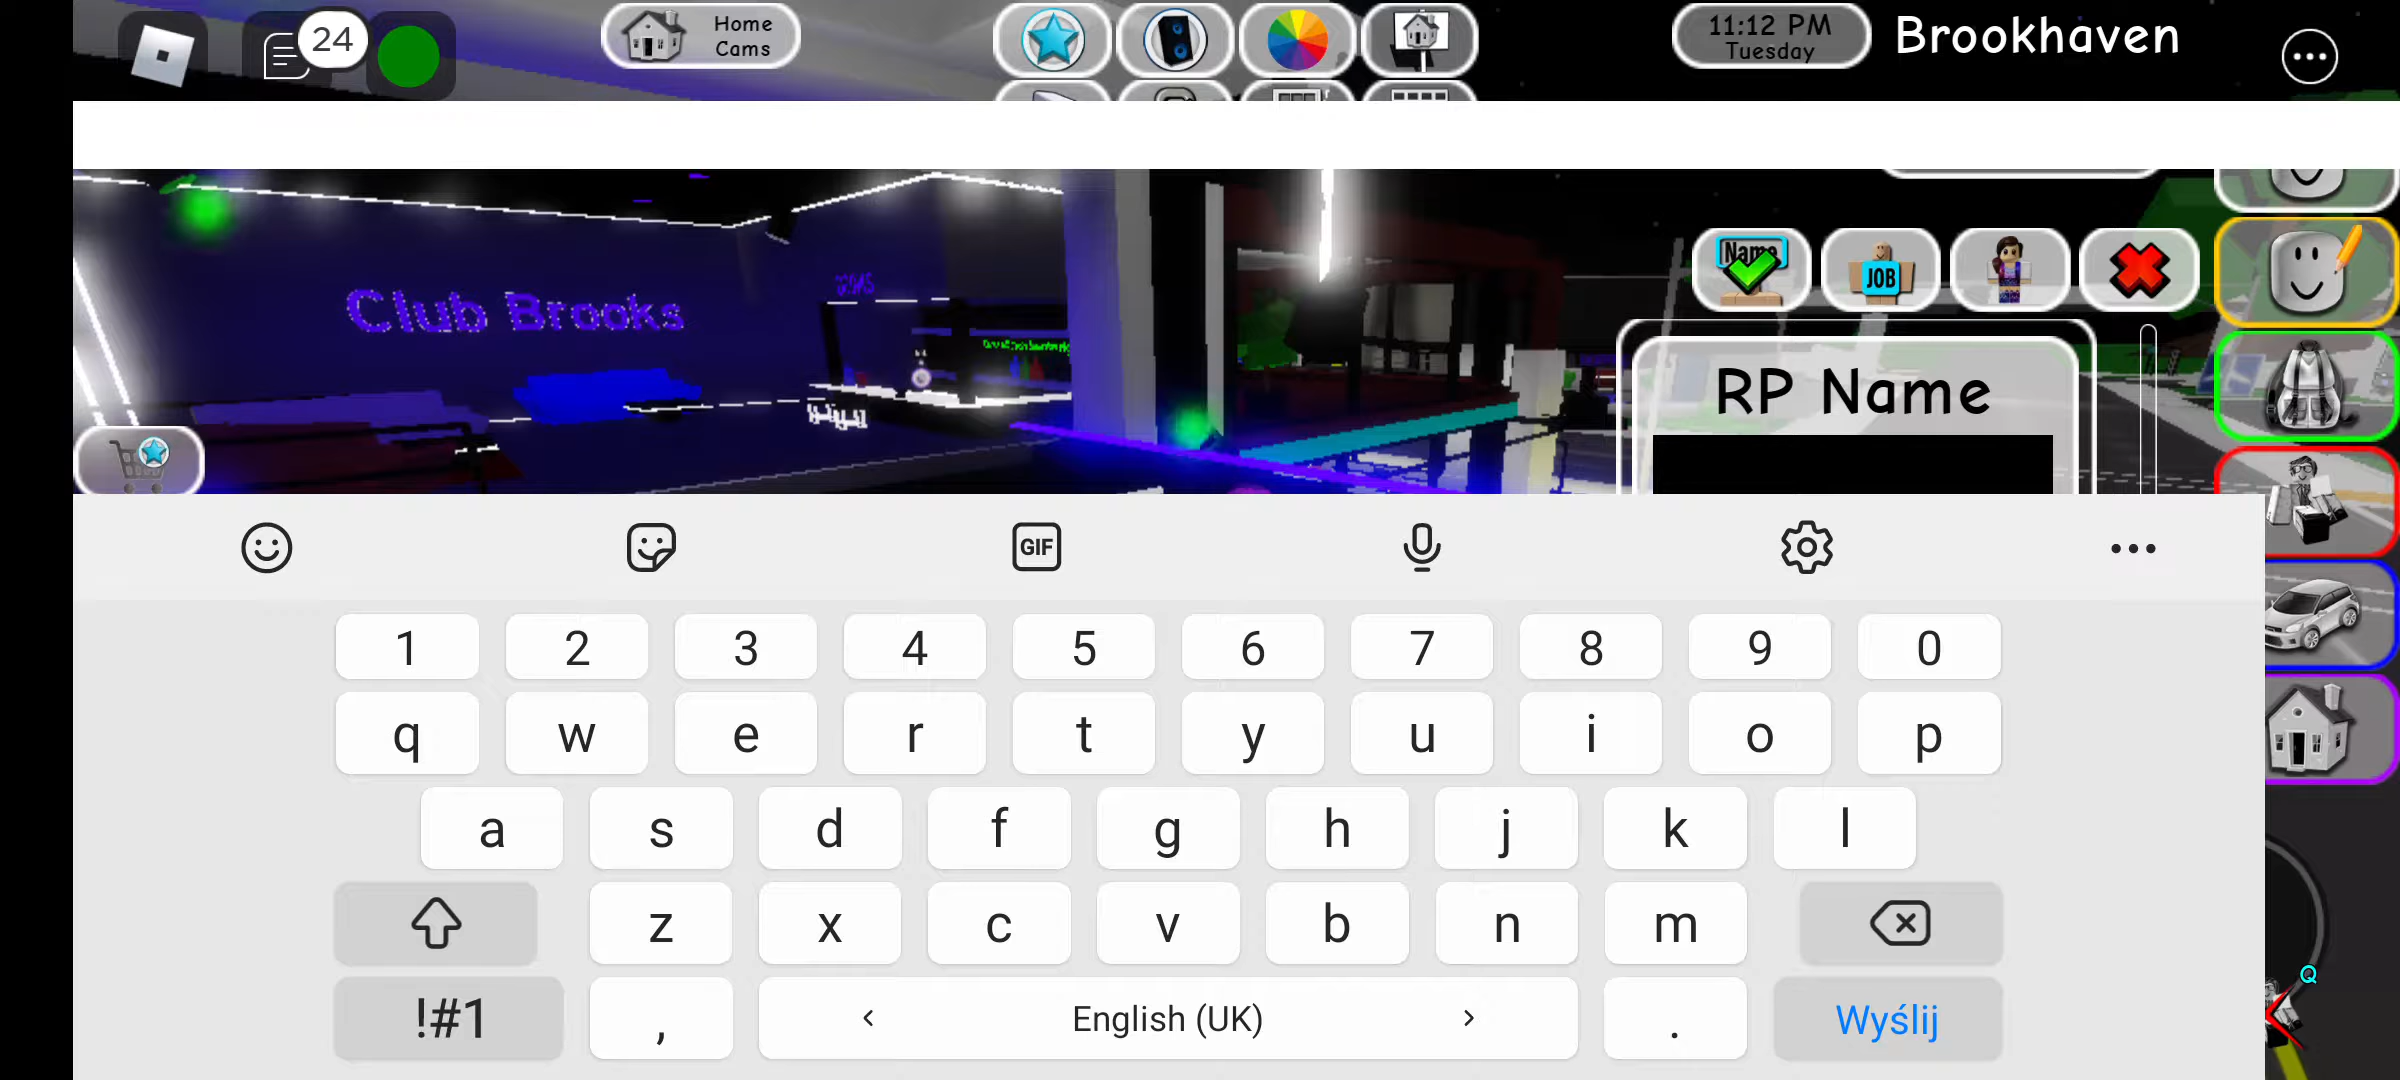 24
Home
Cams
11:12 PM
Tuesday
Brookhaven
Club Brooks
Name
JOB
RP Name
GIF
1 2 3 4 5 6 7 8 9 0
q w e r t y u i o p
a s d f g h j k l
z x c v b n m
!#1 , < English (UK) > . Wyślij
Q